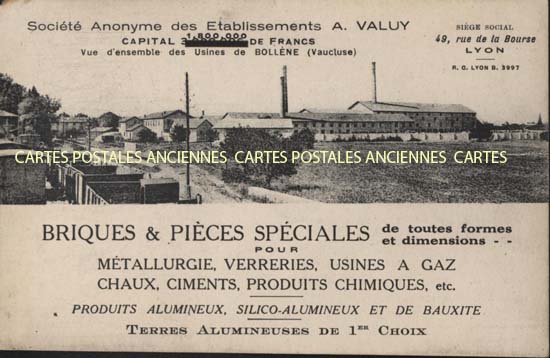 Société Anonyme des Etablissements A. VALUY
CAPITAL 1.800.000 DE FRANCS
Vue d'ensemble des Usines de BOLLÈNE (Vaucluse)
SIÈGE SOCIAL
49, rue de la Bourse
LYON
R. C. LYON B. 3997
CARTES POSTALES ANCIENNES CARTES POSTALES ANCIENNES CARTES
BRIQUES & PIÈCES SPÉCIALES de toutes formes
et dimensions - -
POUR
MÉTALLURGIE, VERRERIES, USINES A GAZ
CHAUX, CIMENTS, PRODUITS CHIMIQUES, etc.
PRODUITS ALUMINEUX, SILICO-ALUMINEUX ET DE BAUXITE
TERRES ALUMINEUSES DE 1ER CHOIX